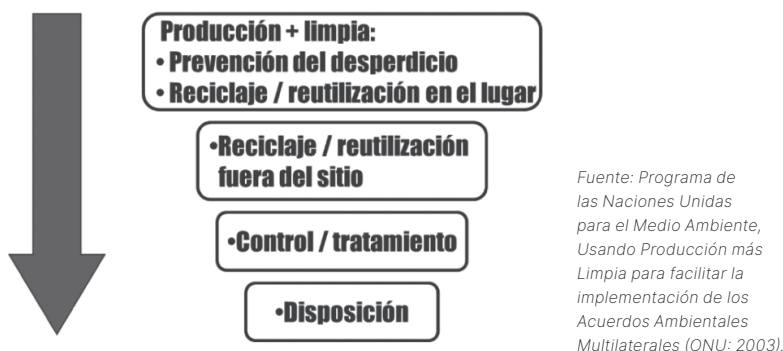 Producción + limpia:
• Prevención del desperdicio
• Reciclaje / reutilización en el lugar
•Reciclaje / reutilización
fuera del sitio
•Control / tratamiento
•Disposición
Fuente: Programa de
las Naciones Unidas
para el Medio Ambiente,
Usando Producción más
Limpia para facilitar la
implementación de los
Acuerdos Ambientales
Multilaterales (ONU: 2003).